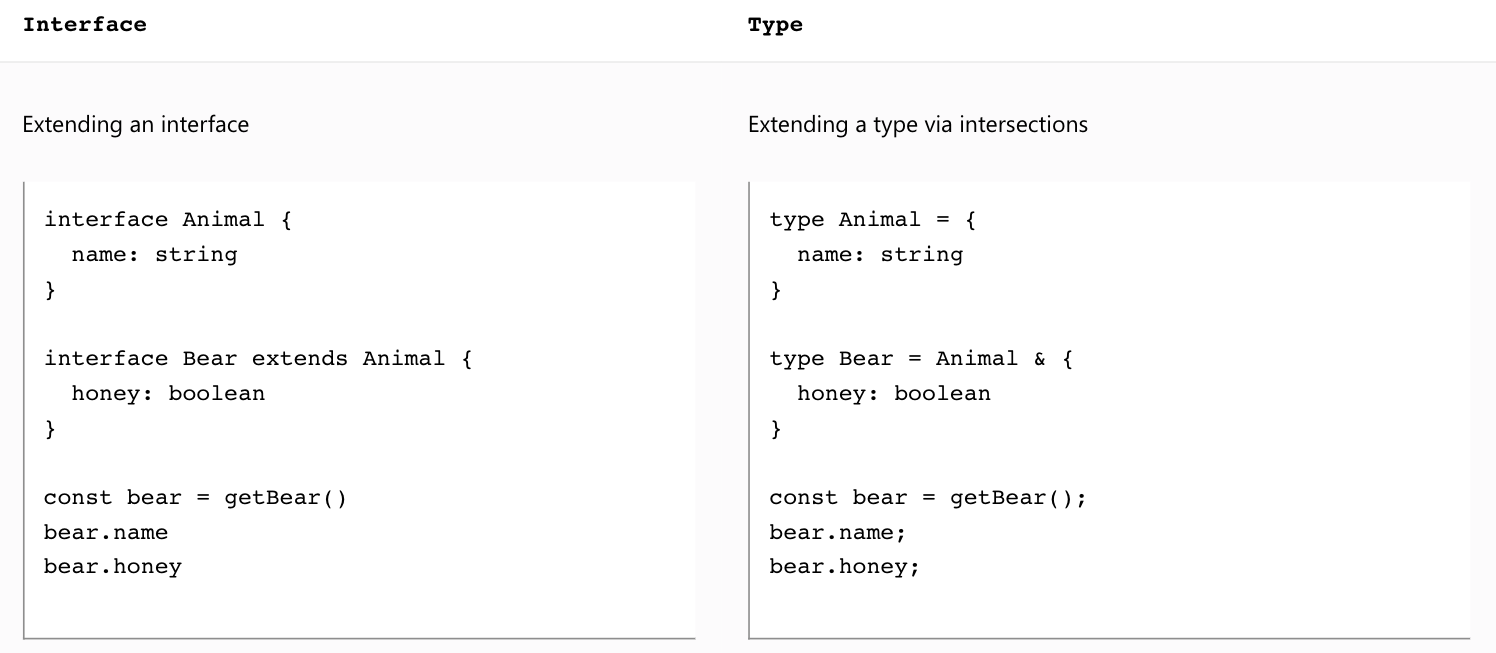 Interface
Type
Extending an interface
Extending a type via intersections
interface Animal {
  name: string
}
interface Bear extends Animal {
  honey: boolean
}
const bear = getBear()
bear.name
bear.honey
type Animal = {
  name: string
}
type Bear = Animal & {
  honey: boolean
}
const bear = getBear();
bear.name;
bear.honey;